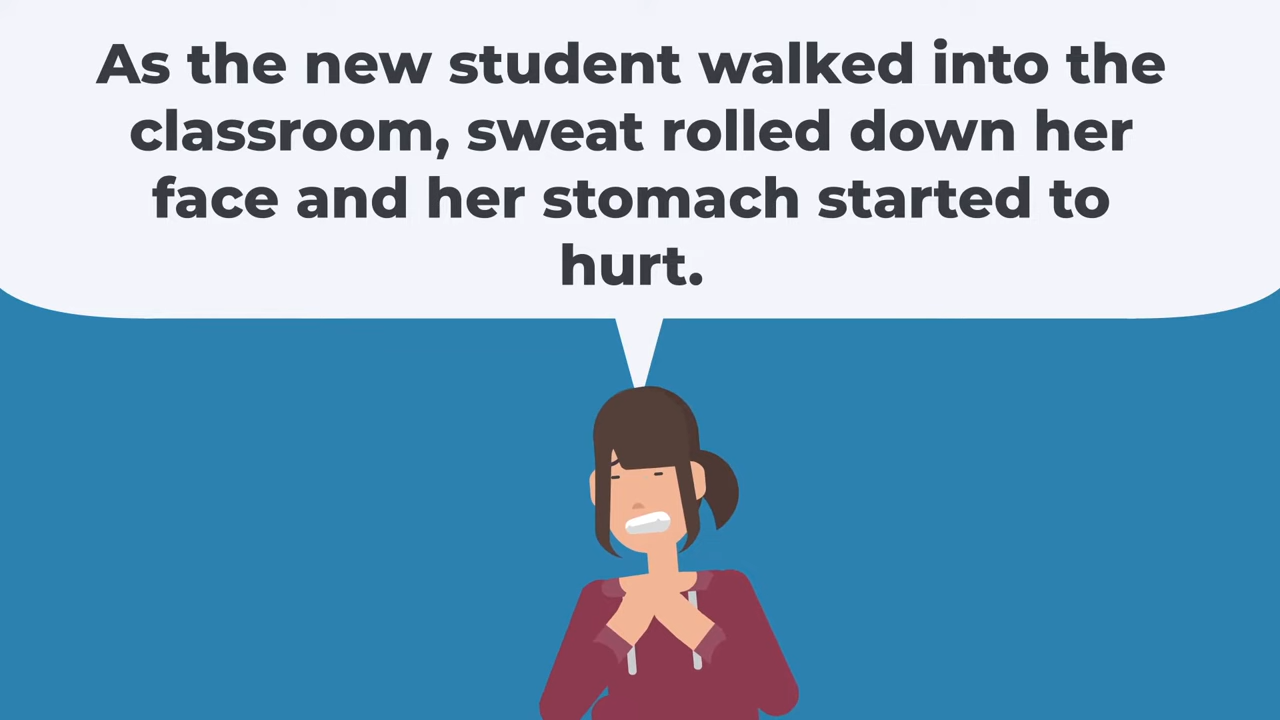 As the new student walked into the
classroom, sweat rolled down her
face and her stomach started to
hurt.